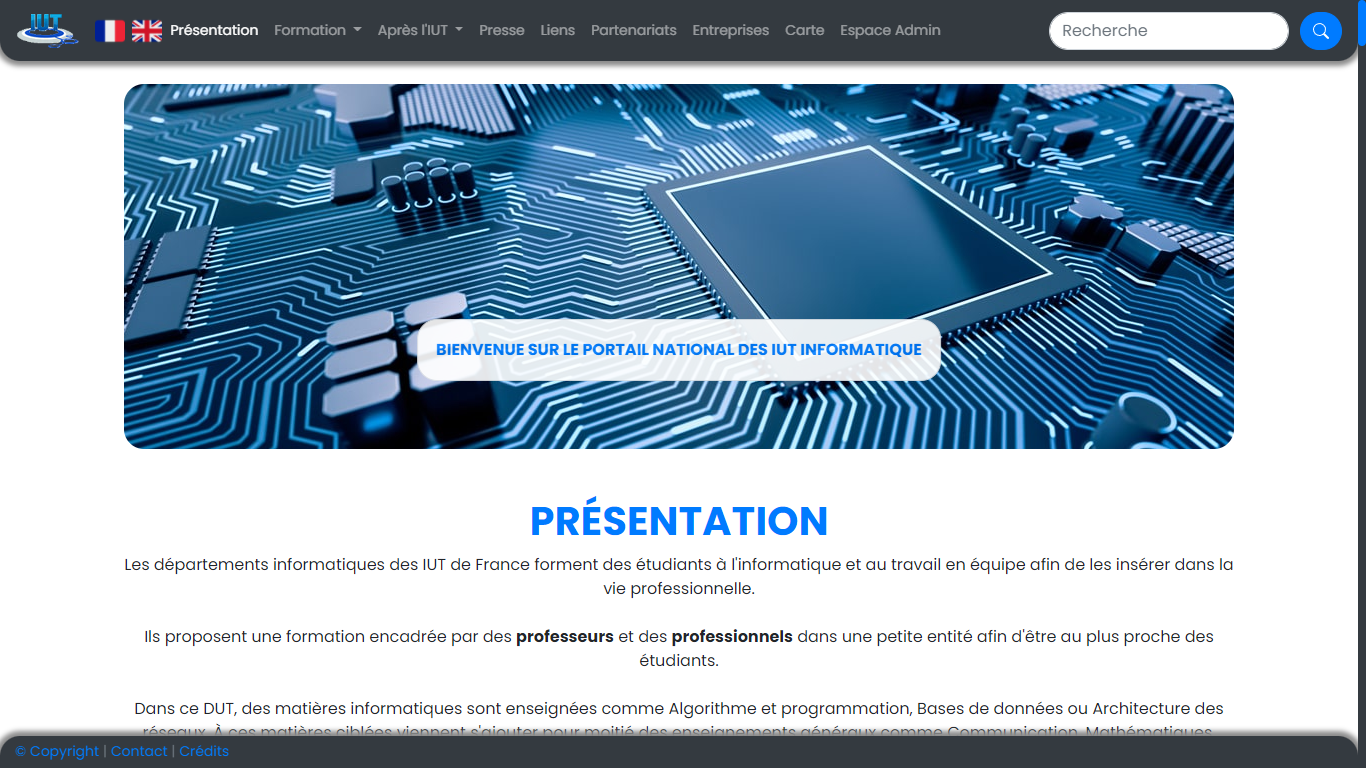 IUT
Présentation
Formation
Après l'IUT
Presse
Liens
Partenariats
Entreprises
Carte
Espace Admin
Recherche
BIENVENUE SUR LE PORTAIL NATIONAL DES IUT INFORMATIQUE
PRÉSENTATION
Les départements informatiques des IUT de France forment des étudiants à l'informatique et au travail en équipe afin de les insérer dans la
vie professionnelle.
Ils proposent une formation encadrée par des professeurs et des professionnels dans une petite entité afin d'être au plus proche des
étudiants.
Dans ce DUT, des matières informatiques sont enseignées comme Algorithme et programmation, Bases de données ou Architecture des
réseaux. À ces matières ciblées viennent s'ajouter pour moitié des enseignements généraux comme Communication, Mathématiques,
© Copyright | Contact | Crédits